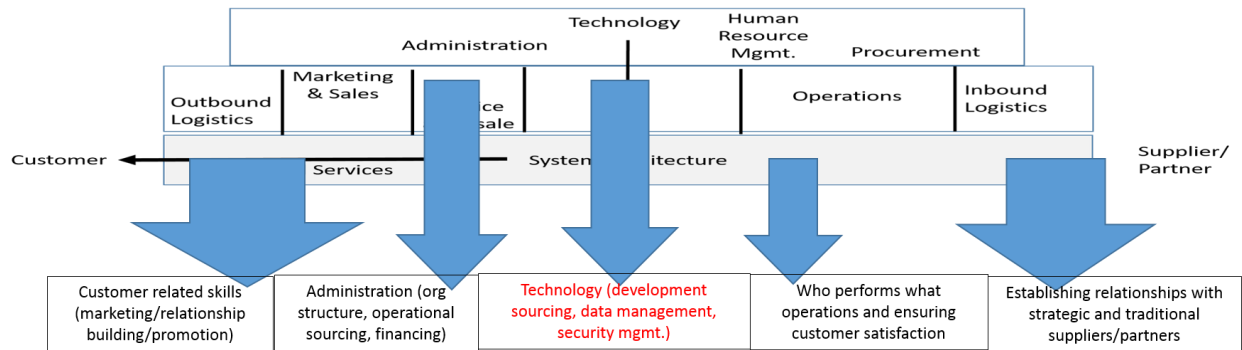 Technology
Human
Resource
Mgmt.
Administration
Procurement
Marketing
& Sales
Outbound
Logistics
Operations
Inbound
Logistics
Customer
Services
Supplier/
Partner
Customer related skills
(marketing/relationship
building/promotion)
Administration (org
structure, operational
sourcing, financing)
Technology (development
sourcing, data management,
security mgmt.)
Who performs what
operations and ensuring
customer satisfaction
Establishing relationships with
strategic and traditional
suppliers/partners